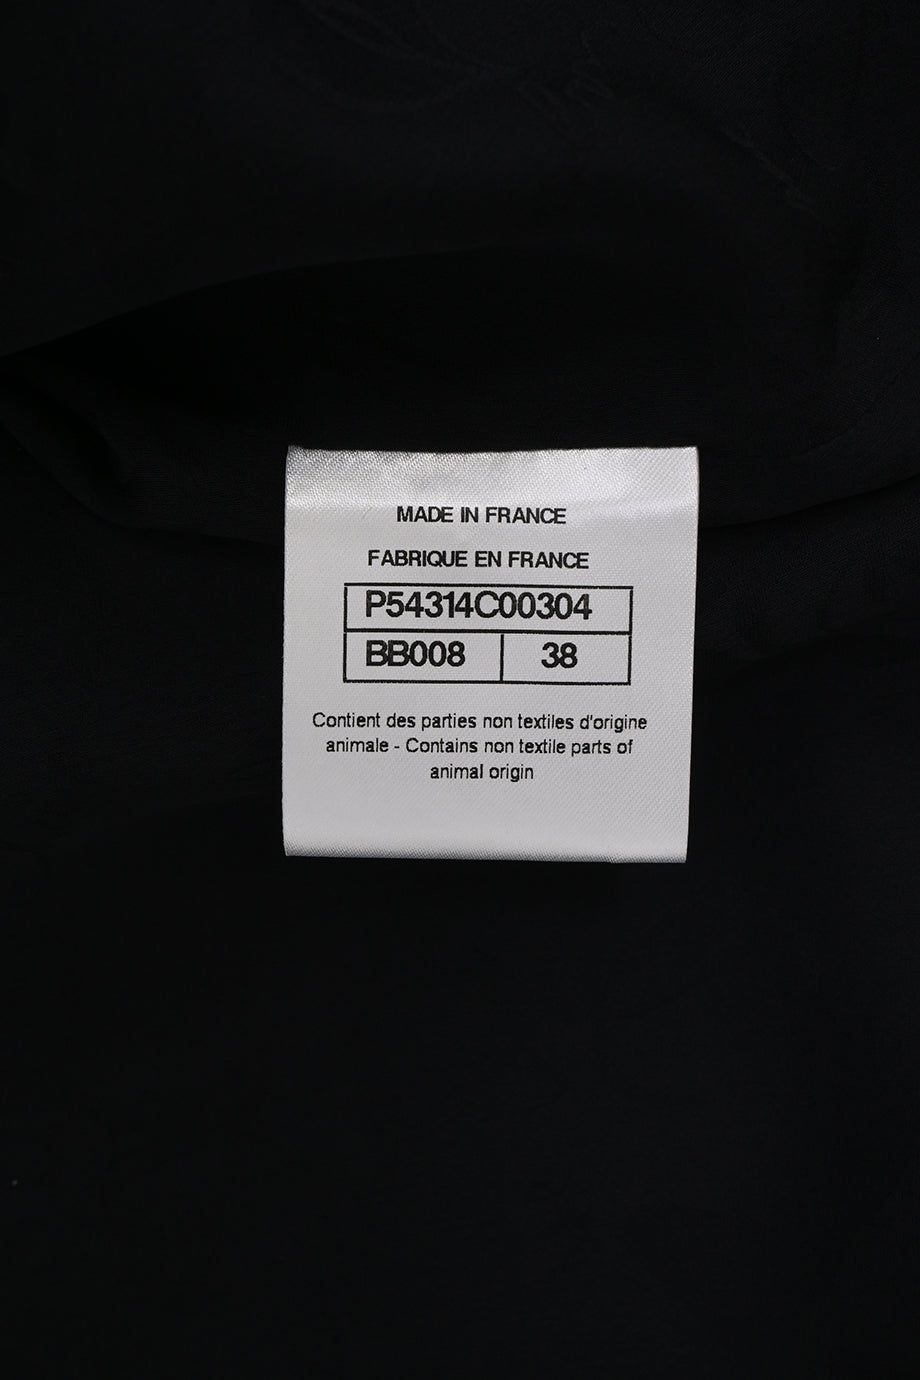 MADE IN FRANCE
FABRIQUE EN FRANCE
P54314C00304
BB008 38
Contient des parties non textiles d'origine
animale - Contains non textile parts of
animal origin